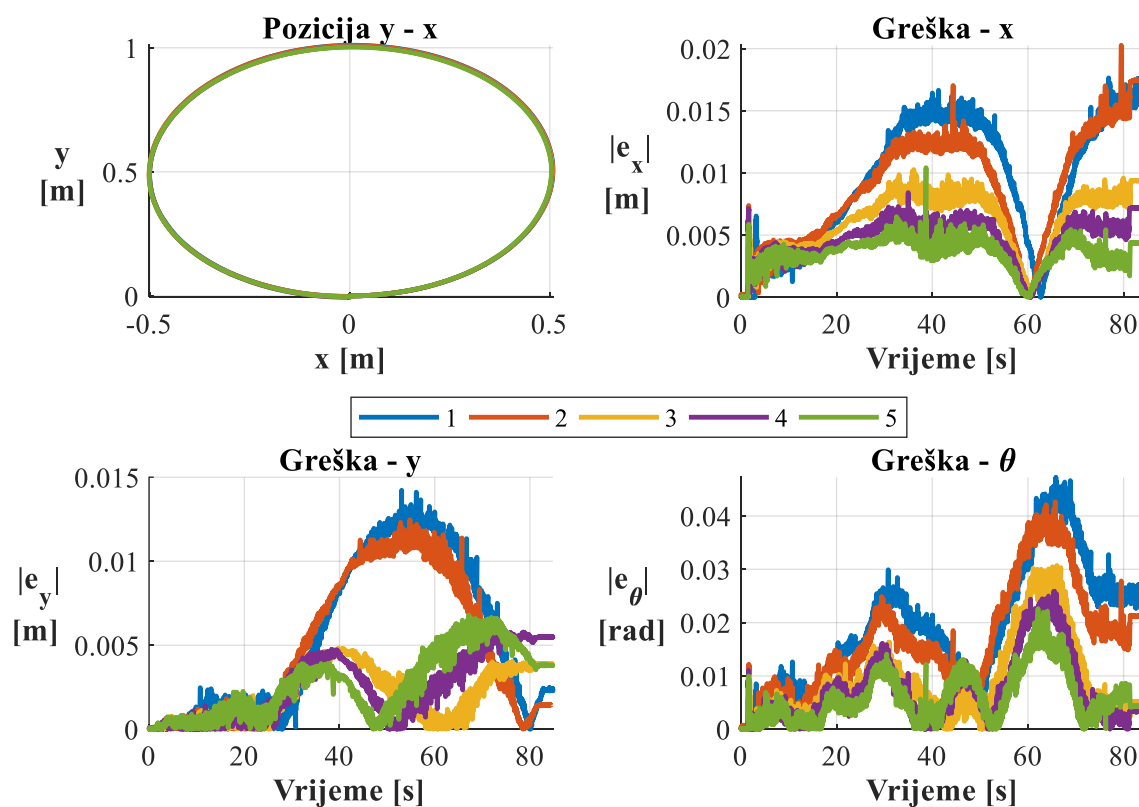 Pozicija y - x
1
0.5
0
y
[m]
-0.5
0
0.5
x [m]
Greška - x
0.02
0.015
0.01
0.005
0
|e_x|
[m]
0
20
40
60
80
Vrijeme [s]
1 2 3 4 5
Greška - y
0.015
0.01
0.005
0
|e_y|
[m]
0
20
40
60
80
Vrijeme [s]
Greška - θ
0.04
0.03
0.02
0.01
0
|e_θ|
[rad]
0
20
40
60
80
Vrijeme [s]